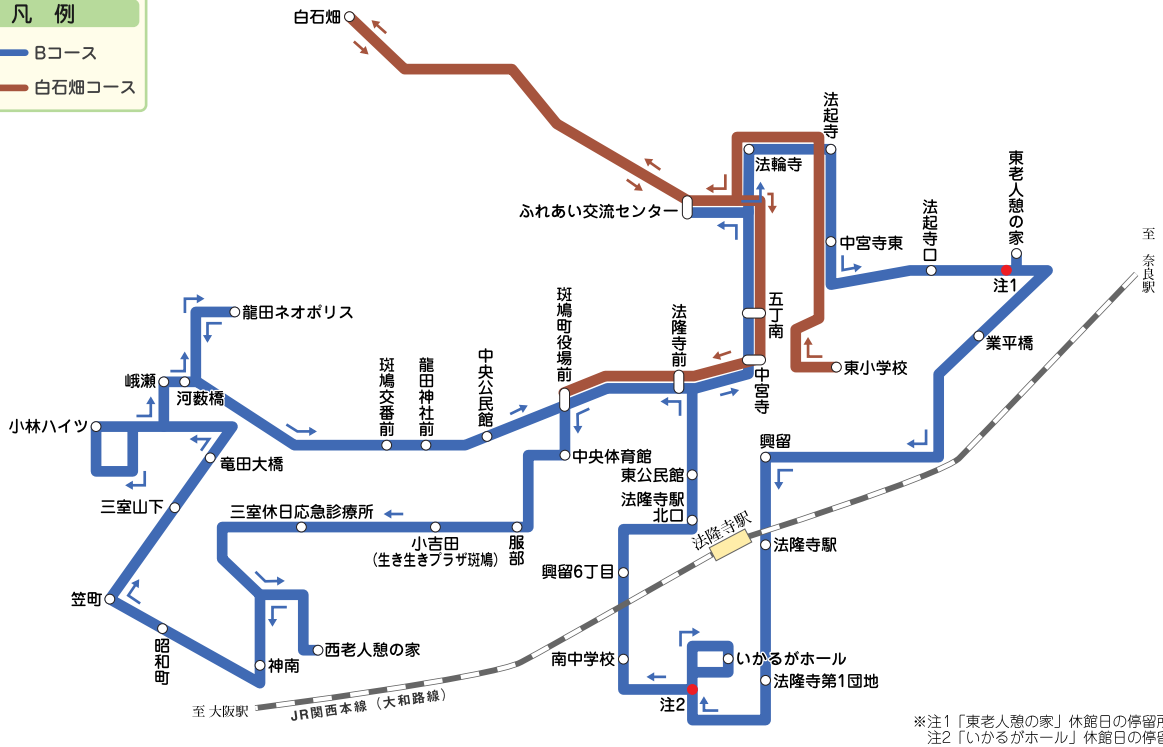 凡 例
Bコース
白石畑コース
白石畑
法起寺
法輪寺
東老人憩の家
ふれあい交流センター
法起寺口
中宮寺東
至 奈良駅
注1
五丁南
斑鳩町役場前
法隆寺前
龍田ネオポリス
業平橋
中央公民館
斑鳩交番前
龍田神社前
峨瀬
河藪橋
東小学校
中宮寺
小林ハイツ
興留
竜田大橋
中央体育館
東公民館
三室山下
三室休日応急診療所
法隆寺駅北口
小吉田
(生き生きプラザ斑鳩)
服部
法隆寺駅
法隆寺駅
興留6丁目
笠町
昭和町
西老人憩の家
神南
南中学校
いかるがホール
法隆寺第1団地
注2
至 大阪駅
JR関西本線(大和路線)
※注1「東老人憩の家」休館日の停留所
注2「いかるがホール」休館日の停留